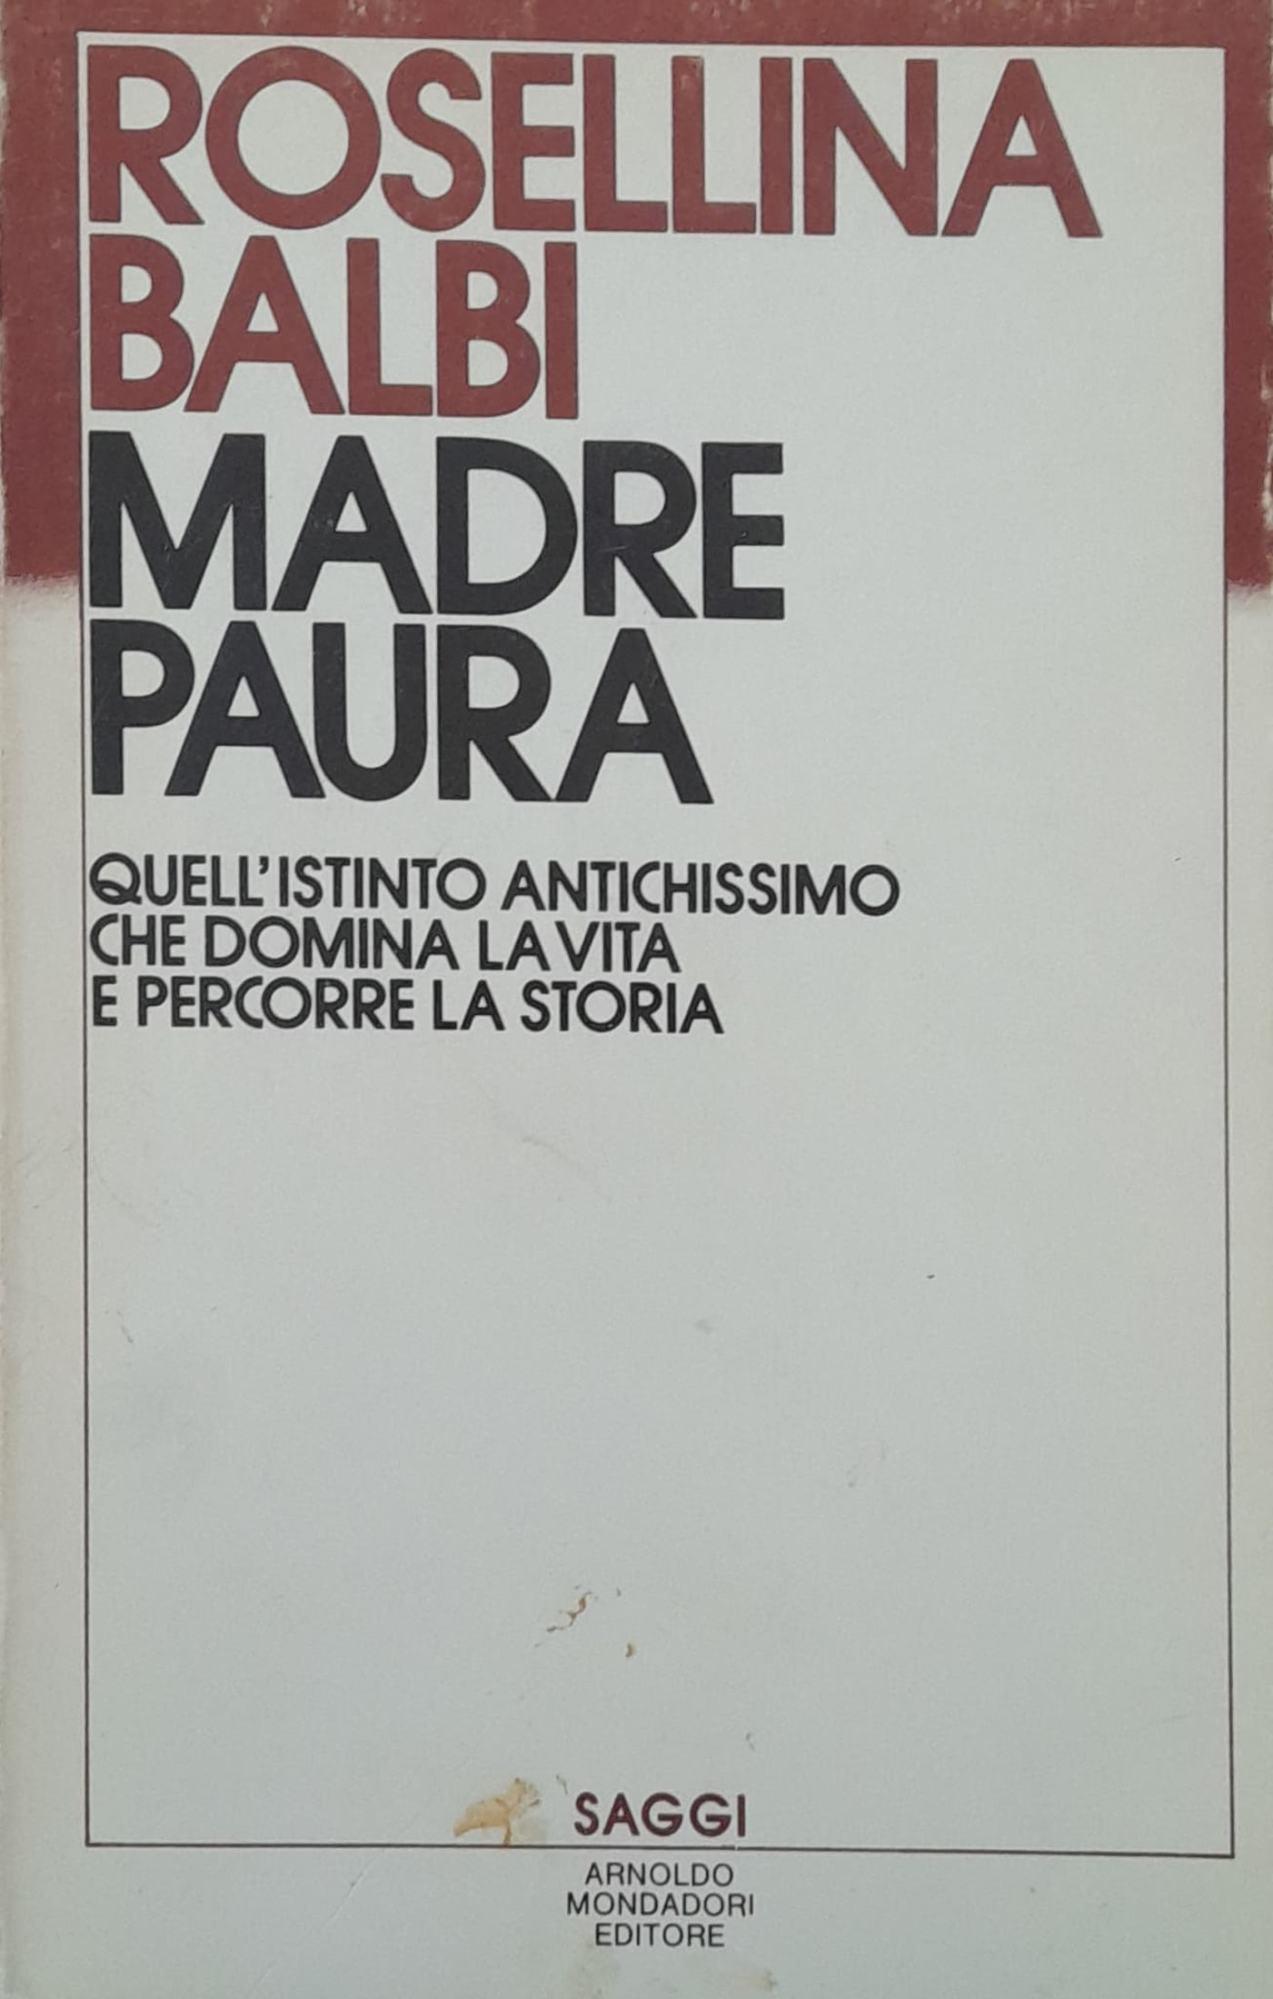 ROSELLINA
BALBI
MADRE
PAURA
QUELL'ISTINTO ANTICHISSIMO
CHE DOMINA LA VITA
E PERCORRE LA STORIA
SAGGI
ARNOLDO
MONDADORI
EDITORE